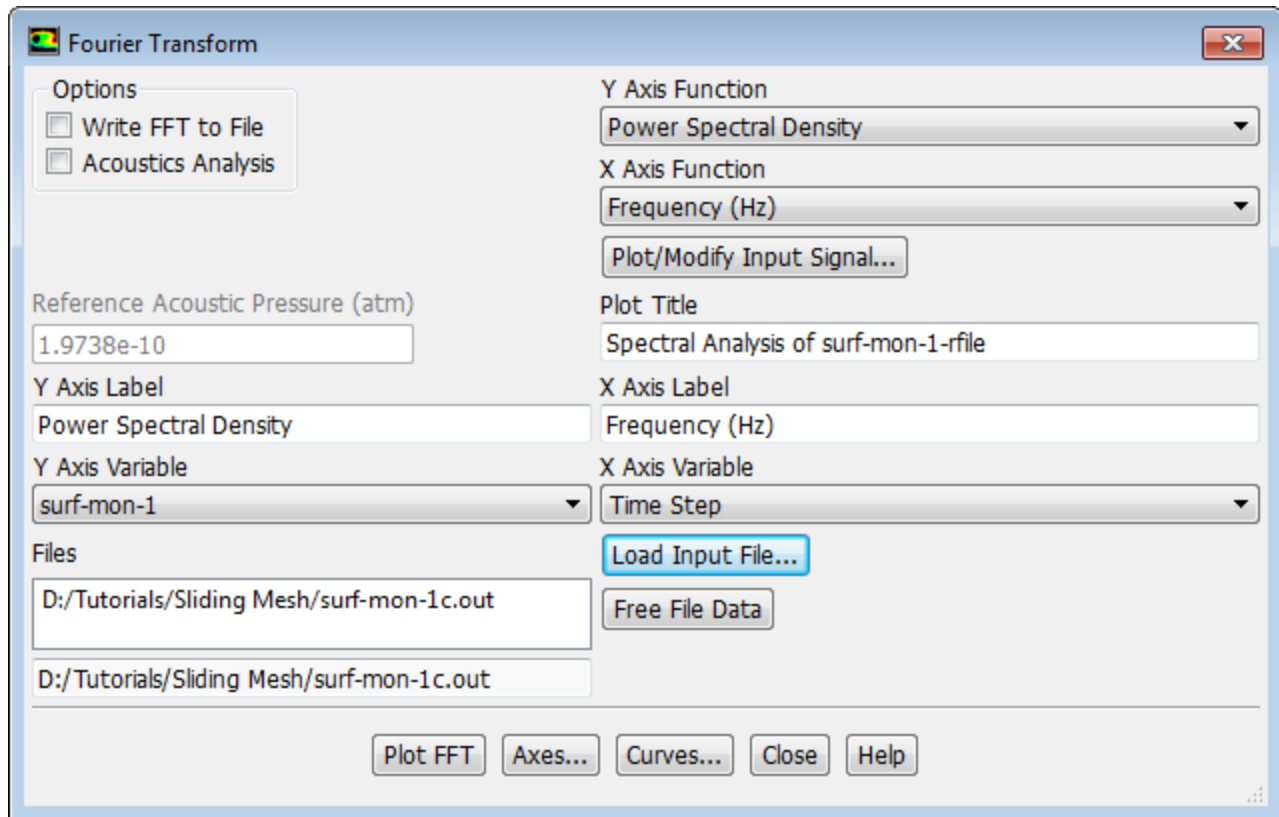 Fourier Transform
Options
Write FFT to File
Acoustics Analysis
Y Axis Function
Power Spectral Density
X Axis Function
Frequency (Hz)
Plot/Modify Input Signal...
Reference Acoustic Pressure (atm)
1.9738e-10
Plot Title
Spectral Analysis of surf-mon-1-rfile
Y Axis Label
Power Spectral Density
X Axis Label
Frequency (Hz)
Y Axis Variable
surf-mon-1
X Axis Variable
Time Step
Files
D:/Tutorials/Sliding Mesh/surf-mon-1c.out
D:/Tutorials/Sliding Mesh/surf-mon-1c.out
Load Input File...
Free File Data
Plot FFT
Axes...
Curves...
Close
Help